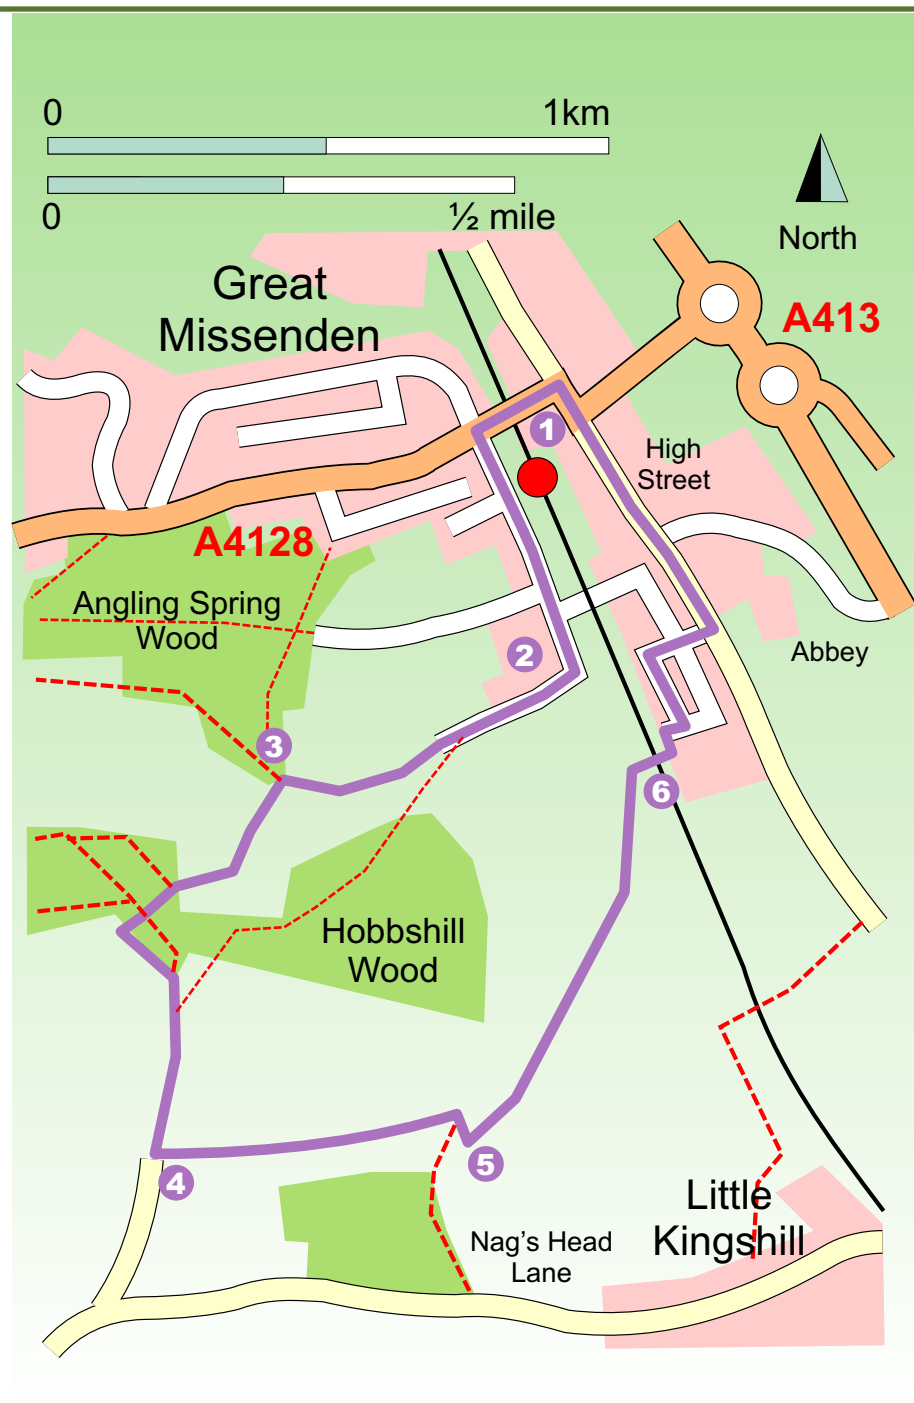 0 1km
0 ½ mile
North
Great
Missenden
A413
1
High
Street
A4128
Angling Spring
Wood
2
Abbey
3
6
Hobbshill
Wood
5
4
Little
Kingshill
Nag's Head
Lane